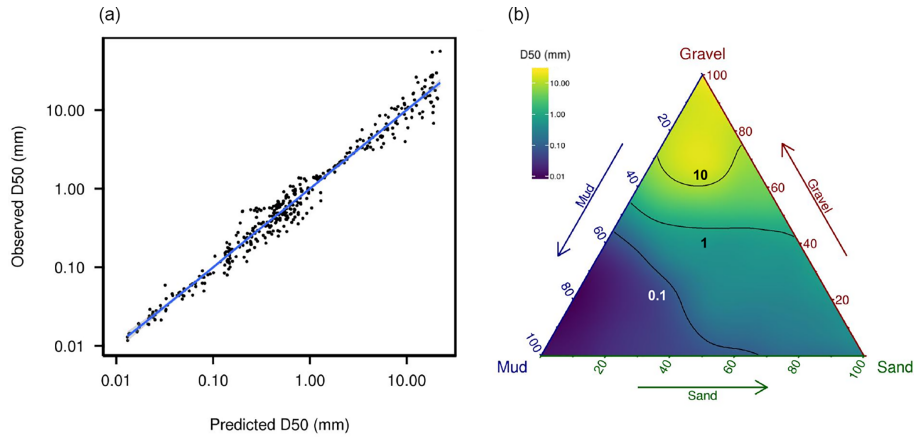 (a)
Observed D50 (mm)
10.00
1.00
0.10
0.01
0.01 0.10 1.00 10.00
Predicted D50 (mm)
(b)
D50 (mm)
10.00
1.00
0.10
0.01
Gravel
100
80
60
40
20
Gravel
20
40
60
80
100
Mud
10
1
0.1
Mud
Sand
20 40 60 80 100
Sand